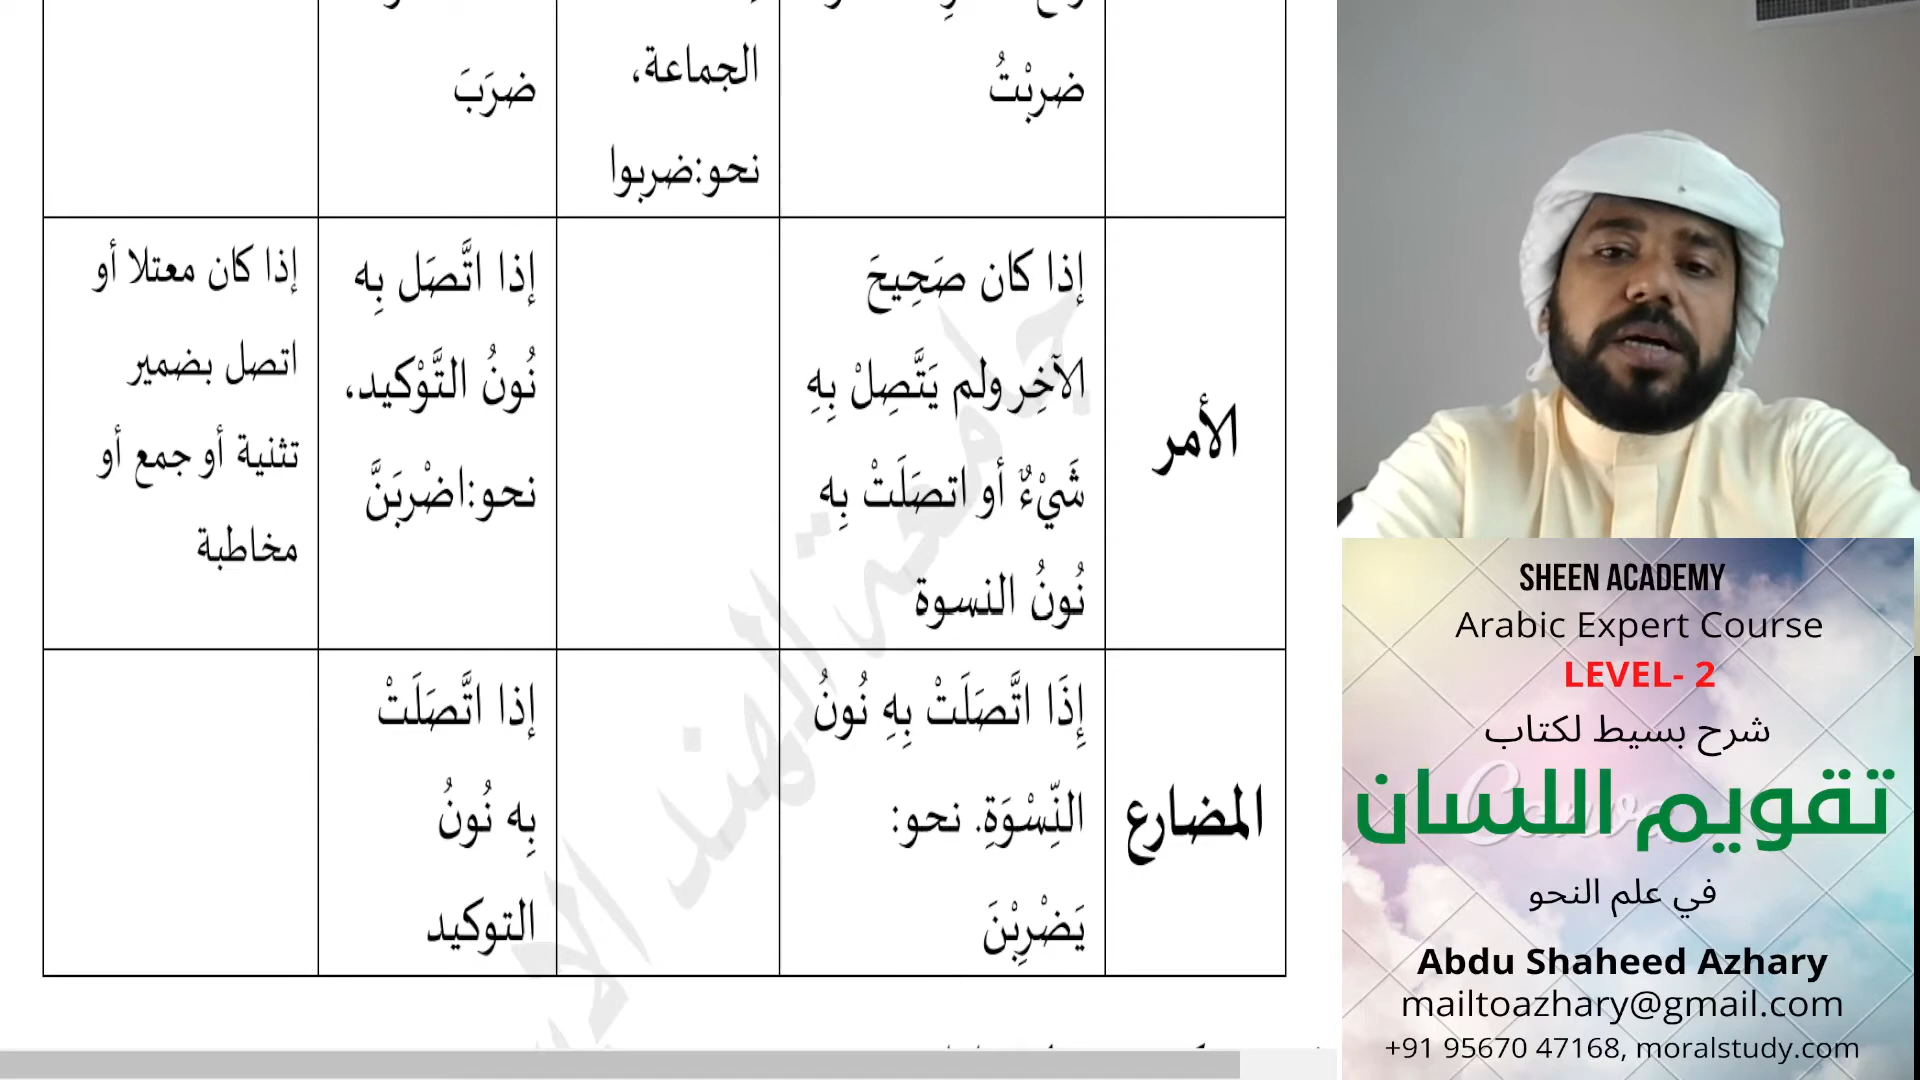 ضربْتُ
الجماعة،
نحو:ضربوا
ضرَبَ
الأمر
إذا كان صَحِيحَ
الآخِر ولم يَتَّصِلْ بِهِ
شَيْءٌ أو اتصَلَتْ بِه
نُونُ النسوة
إذا اتَّصَل بِه
نُونُ التَّوْكيد،
نحو:اضْربَنَّ
إذا كان معتلا أو
اتصل بضمير
تثنية أو جمع أو
مخاطبة
المضارع
إِذَا اتَّصَلَتْ بِهِ نُونُ
النِّسْوَةِ. نحو:
يَضْرِبْنَ
إذا اتَّصَلَتْ
بِه نُونُ
التوكيد
SHEEN ACADEMY
Arabic Expert Course
LEVEL- 2
شرح بسيط لكتاب
تقويم اللسان
في علم النحو
Abdu Shaheed Azhary
mailtoazhary@gmail.com
+91 95670 47168, moralstudy.com